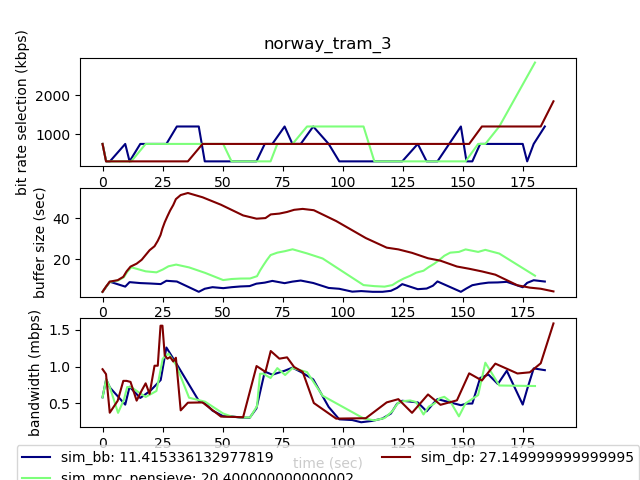 norway_tram_3
bit rate selection (kbps)
2000
1000
0 25 50 75 100 125 150 175
buffer size (sec)
40
20
0 25 50 75 100 125 150 175
bandwidth (mbps)
1.5
1.0
0.5
0 25 50 75 100 125 150 175
time (sec)
sim_bb: 11.415336132977819
sim_dp: 27.149999999999995
sim_mpc_pensieve: 20.400000000000002